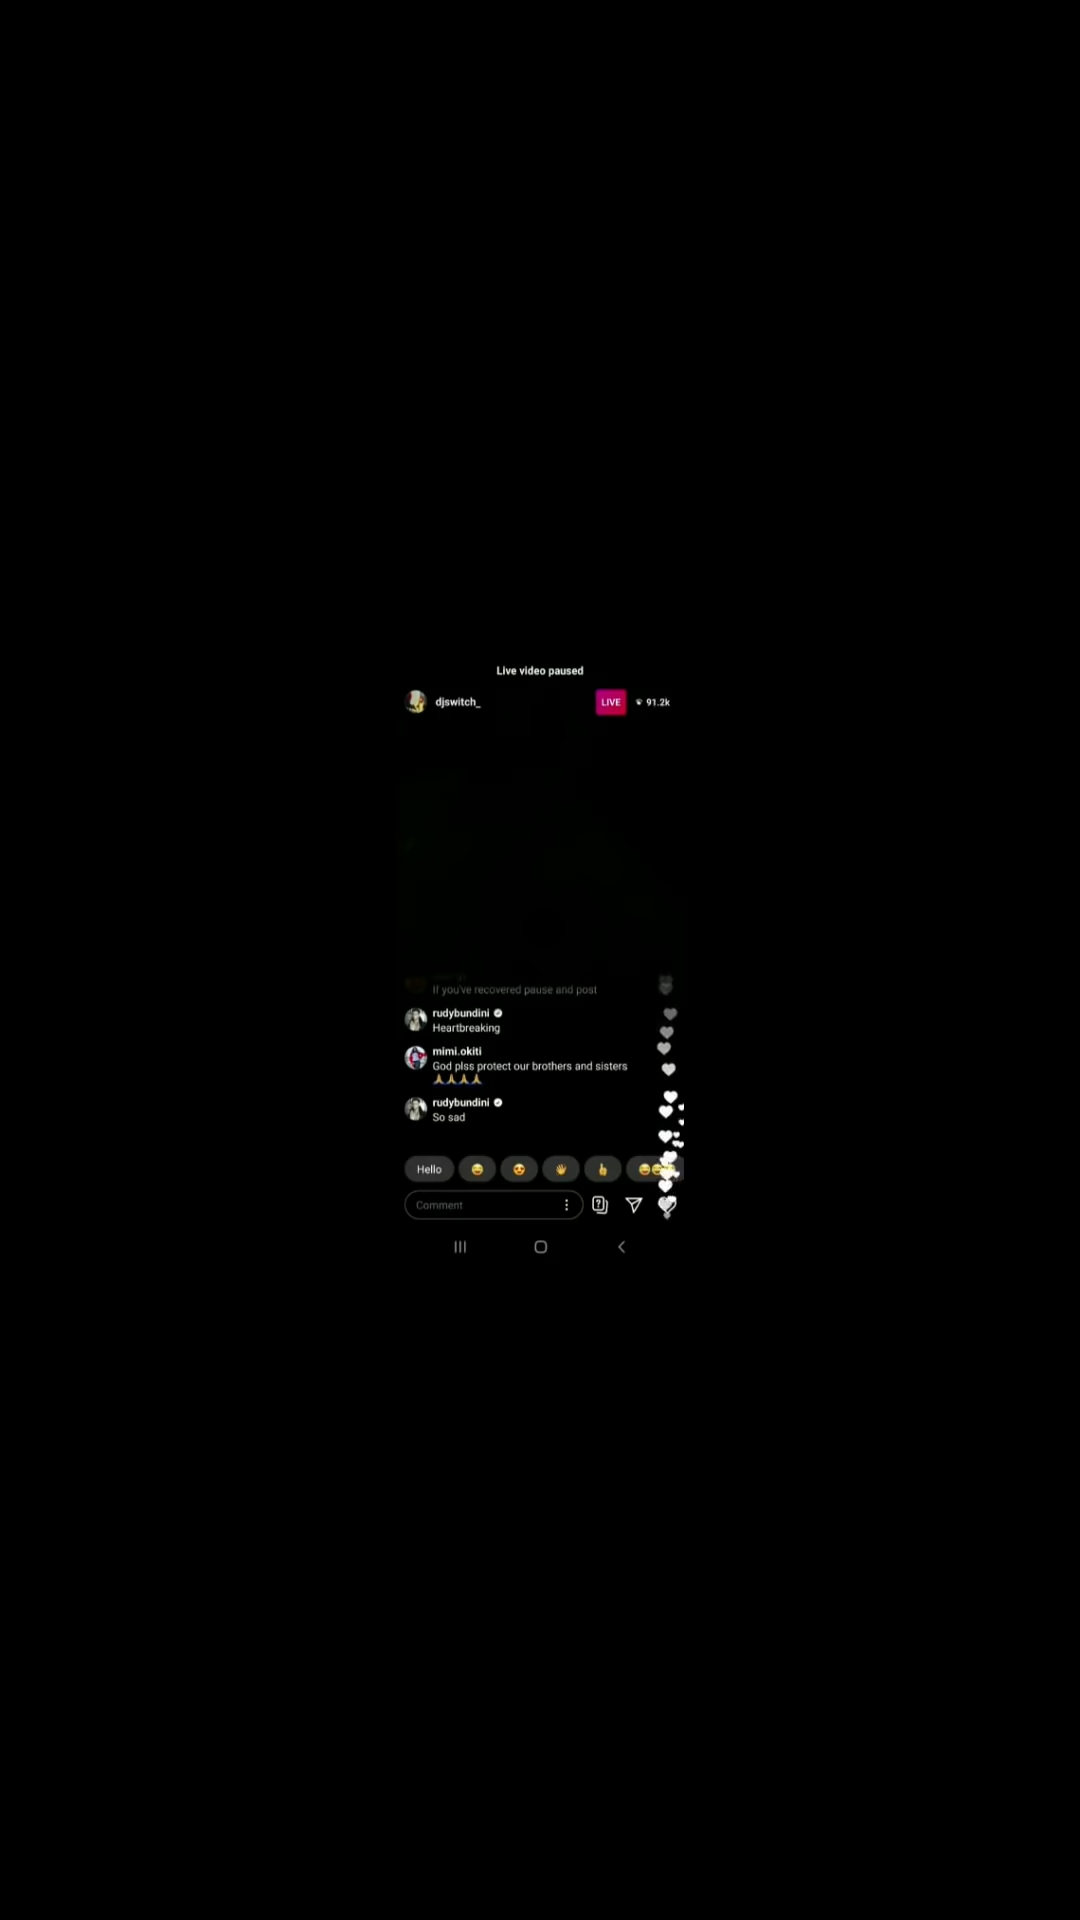 Live video paused
djswitch_ LIVE 91.2k
If you've recovered pause and post
rudybundini
Heartbreaking
mimi.okiti
God plss protect our brothers and sisters
🙏🙏🙏🙏
rudybundini
So sad
Hello
Comment